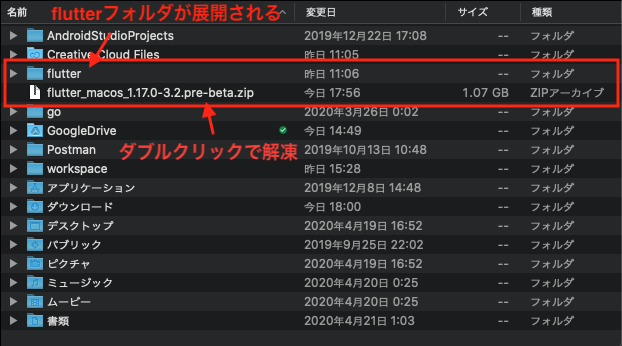 flutterフォルダが展開される
名前 変更日 サイズ 種類
AndroidStudioProjects 2019年12月22日 17:08 -- フォルダ
Creative Cloud Files 昨日 11:05 -- フォルダ
flutter 昨日 11:06 -- フォルダ
flutter_macos_1.17.0-3.2.pre-beta.zip 今日 17:56 1.07 GB ZIPアーカイブ
go 2020年3月26日 0:02 -- フォルダ
GoogleDrive 今日 14:49 -- フォルダ
ダブルクリックで解凍
Postman 2019年10月13日 10:49 -- フォルダ
workspace 昨日 15:28 -- フォルダ
アプリケーション 2019年12月8日 14:48 -- フォルダ
ダウンロード 今日 18:00 -- フォルダ
デスクトップ 2020年4月19日 16:52 -- フォルダ
パブリック 2019年9月25日 22:02 -- フォルダ
ピクチャ 2020年4月19日 16:52 -- フォルダ
ミュージック 2020年4月20日 0:25 -- フォルダ
ムービー 2020年4月20日 0:25 -- フォルダ
書類 2020年4月21日 1:03 -- フォルダ